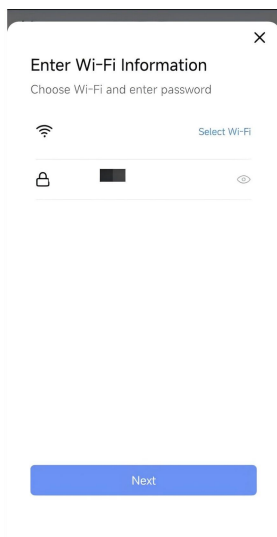 Enter Wi-Fi Information
Choose Wi-Fi and enter password
Select Wi-Fi
Next